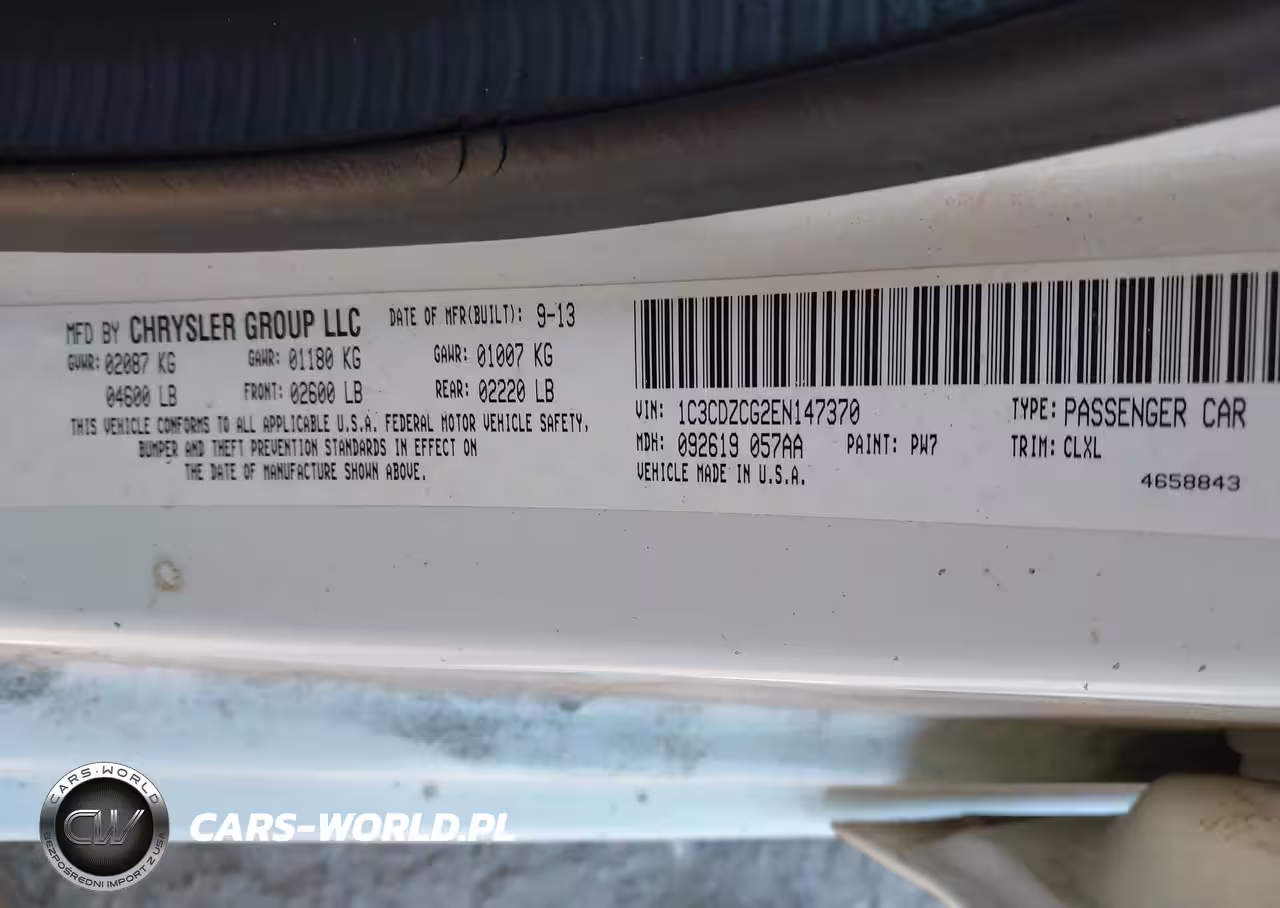 MFD BY CHRYSLER GROUP LLC DATE OF MFR(BUILT): 9-13
GVWR: 02087 KG GAWR: 01180 KG GAWR: 01007 KG
04600 LB FRONT: 02600 LB REAR: 02220 LB
THIS VEHICLE CONFORMS TO ALL APPLICABLE U.S.A. FEDERAL MOTOR VEHICLE SAFETY,
BUMPER AND THEFT PREVENTION STANDARDS IN EFFECT ON
THE DATE OF MANUFACTURE SHOWN ABOVE.
VIN: 1C3CDZCG2EN147370 TYPE: PASSENGER CAR
MDH: 092619 057AA PAINT: PW7 TRIM: CLXL
VEHICLE MADE IN U.S.A.
4658843
CARS-WORLD
CW
BEZPOŚREDNI IMPORT Z USA
CARS-WORLD.PL